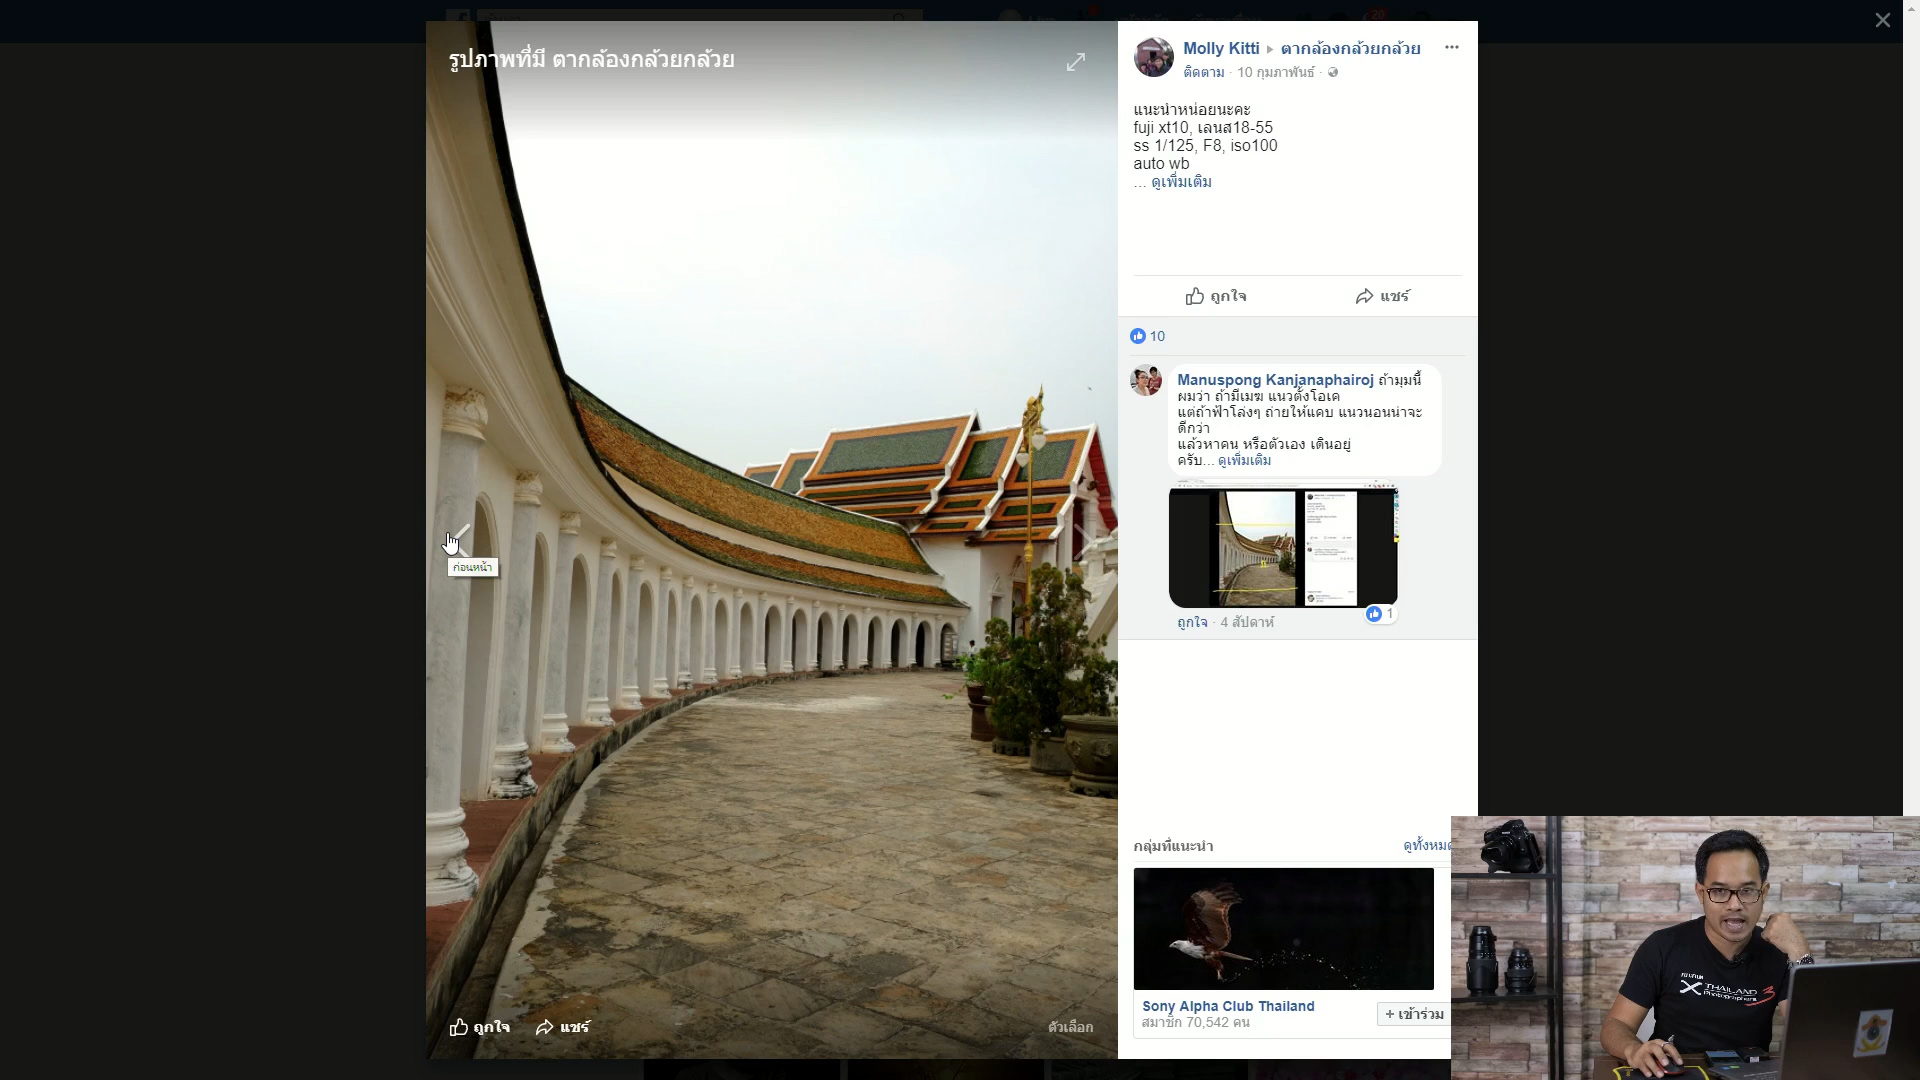 รูปภาพที่มี ตากล้องกล้วยกล้วย
Molly Kitti ▸ ตากล้องกล้วยกล้วย
ติดตาม · 10 กุมภาพันธ์ ·
แนะนำหน่อยนะคะ
fuji xt10, เลนส18-55
ss 1/125, F8, iso100
auto wb
... ดูเพิ่มเติม
ถูกใจ
แชร์
10
Manuspong Kanjanaphairoj ถ้ามุมนี้
ผมว่า ถ้ามีเมฆ แนวตั้งโอเค
แต่ถ้าฟ้าโล่งๆ ถ่ายให้แคบ แนวนอนน่าจะ
ดีกว่า
แล้วหาคน หรือตัวเอง เดินอยู่
ครับ... ดูเพิ่มเติม
1
ถูกใจ · 4 สัปดาห์
ก่อนหน้า
กลุ่มที่แนะนำ
ดูทั้งหมด
Sony Alpha Club Thailand
สมาชิก 70,542 คน
+ เข้าร่วม
ถูกใจ
แชร์
ตัวเลือก
X THAILAND 3
Photographers